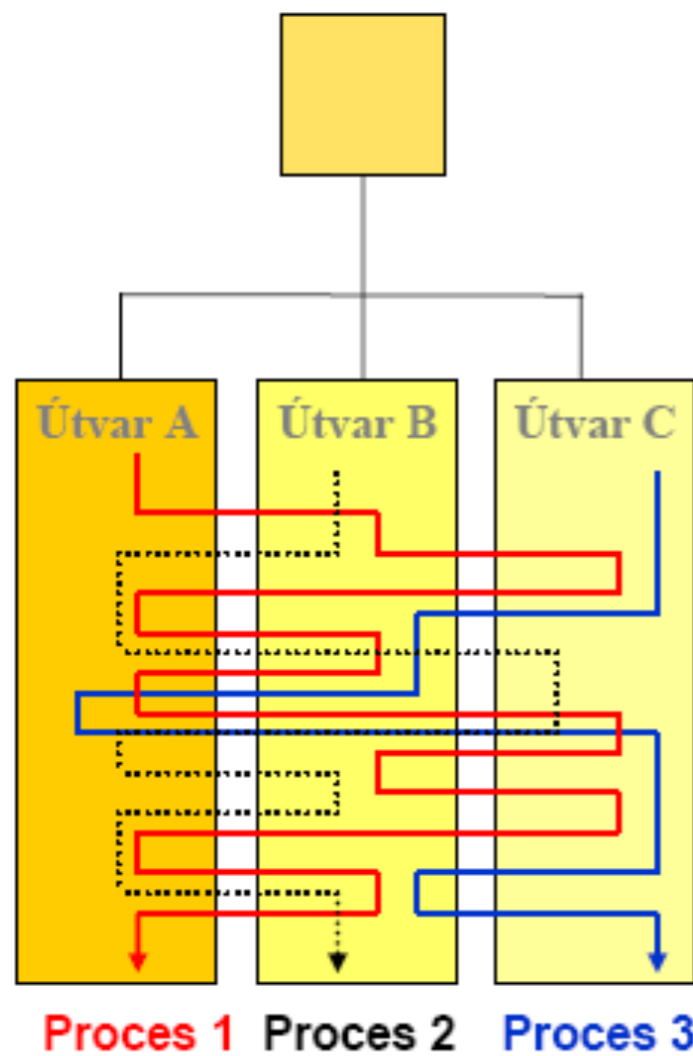 Útvar A
Útvar B
Útvar C
Proces 1
Proces 2
Proces 3